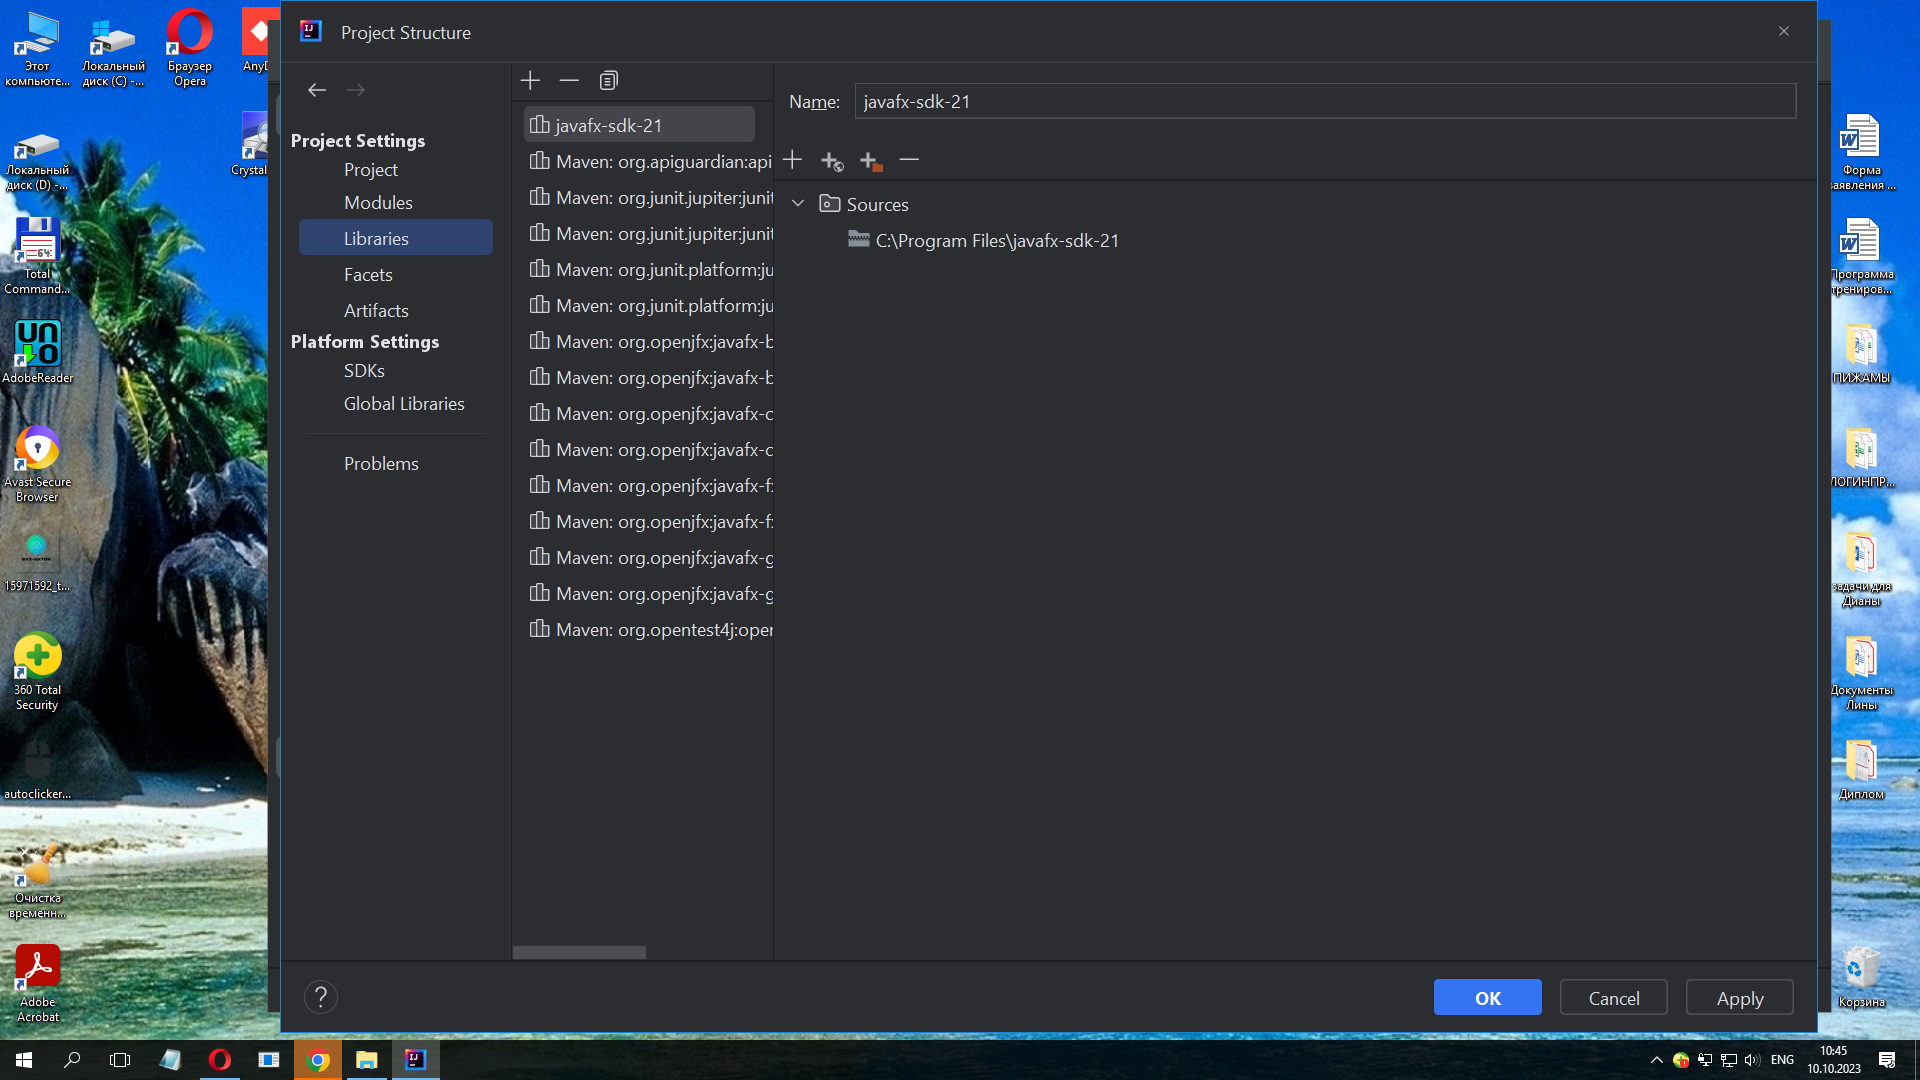 Этот
компьюте...
Локальный
диск (C) -...
Браузер
Opera
Локальный
диск (D) -...
Crystal
Total
Command...
64
UN
AdobeReader
Avast Secure
Browser
15971592_t...
360 Total
Security
autoclicker...
Очистка
временн...
Adobe
Acrobat
Project Structure
Project Settings
Project
Modules
Libraries
Facets
Artifacts
Platform Settings
SDKs
Global Libraries
Problems
javafx-sdk-21
Maven: org.apiguardian:api
Maven: org.junit.jupiter:junit
Maven: org.junit.jupiter:junit
Maven: org.junit.platform:ju
Maven: org.junit.platform:ju
Maven: org.openjfx:javafx-b
Maven: org.openjfx:javafx-b
Maven: org.openjfx:javafx-c
Maven: org.openjfx:javafx-c
Maven: org.openjfx:javafx-f
Maven: org.openjfx:javafx-f
Maven: org.openjfx:javafx-g
Maven: org.openjfx:javafx-g
Maven: org.opentest4j:open
Name: javafx-sdk-21
Sources
C:\Program Files\javafx-sdk-21
?
OK
Cancel
Apply
Форма
заявления ...
Программа
тренировок...
ПИЖАМЫ
ЛОГИНПР...
задачи для
Дианы
Документы
Лины
Диплом
Корзина
ENG
10:45
10.10.2023